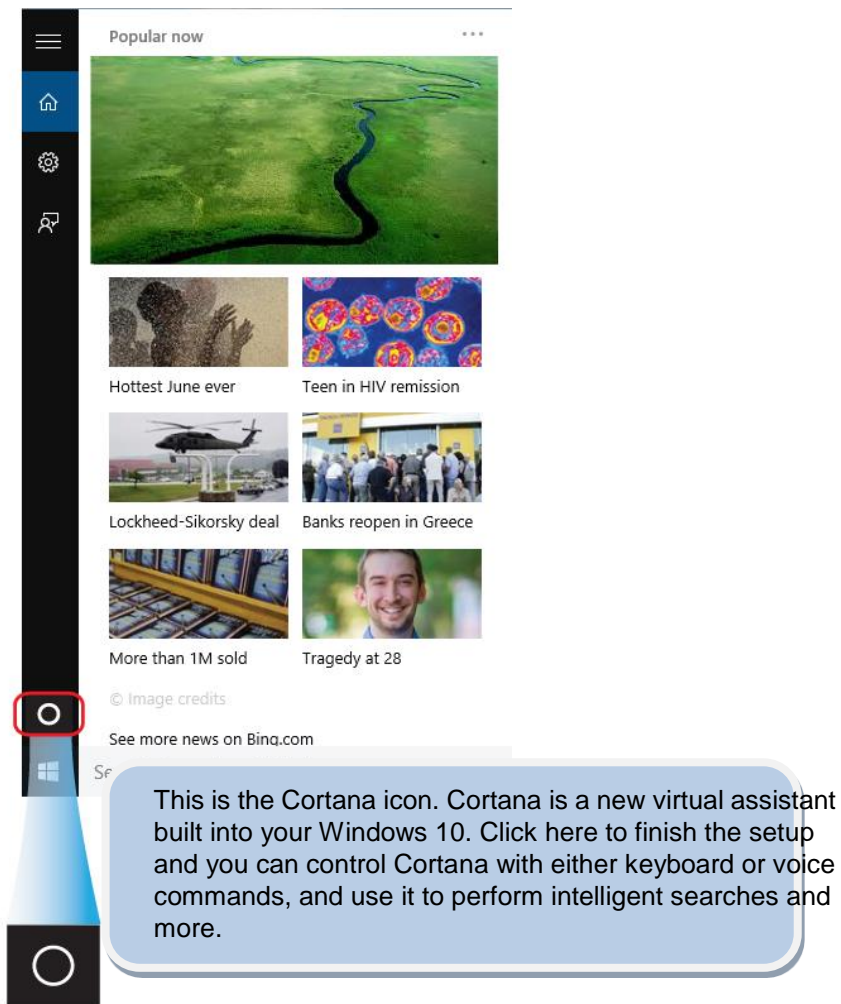 Popular now
Hottest June ever
Teen in HIV remission
Lockheed-Sikorsky deal
Banks reopen in Greece
More than 1M sold
Tragedy at 28
© Image credits
See more news on Bing.com
This is the Cortana icon. Cortana is a new virtual assistant
built into your Windows 10. Click here to finish the setup
and you can control Cortana with either keyboard or voice
commands, and use it to perform intelligent searches and
more.